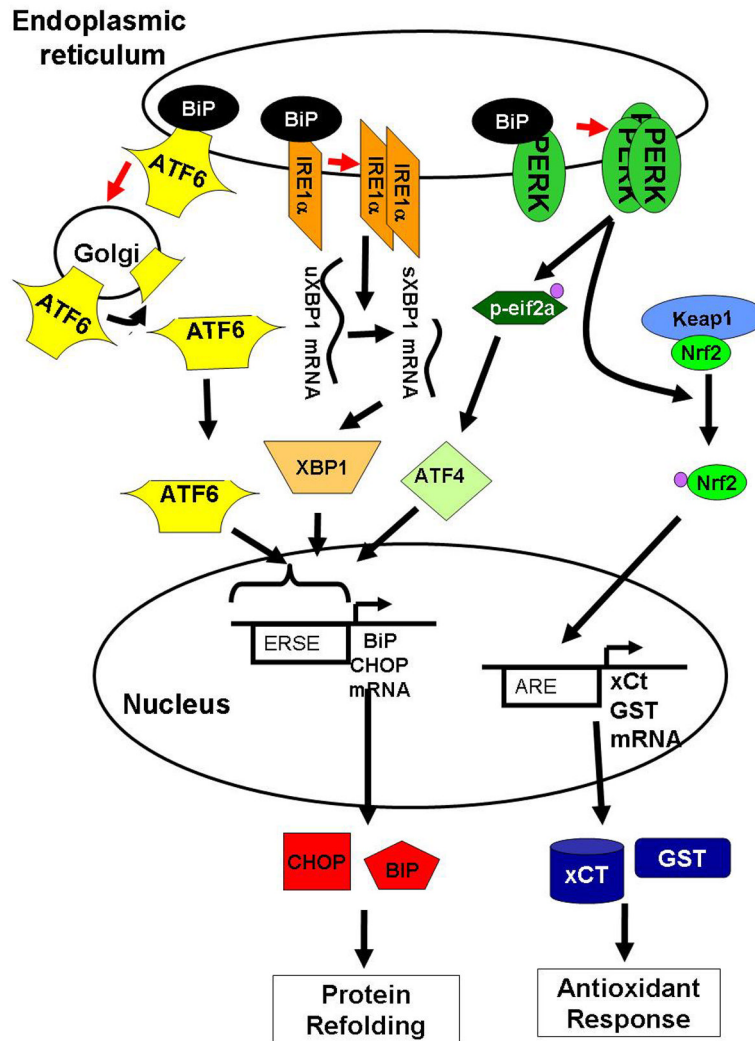 Endoplasmic
reticulum
BiP
BiP
BiP
ATF6
IRE1α
IRE1α
IRE1α
PERK
PERK
PERK
Golgi
ATF6
ATF6
uXBP1 mRNA
sXBP1 mRNA
p-eif2a
Keap1
Nrf2
XBP1
ATF4
Nrf2
ATF6
ERSE
BiP
CHOP
mRNA
ARE
xCt
GST
mRNA
Nucleus
CHOP
BIP
xCT
GST
Protein
Refolding
Antioxidant
Response